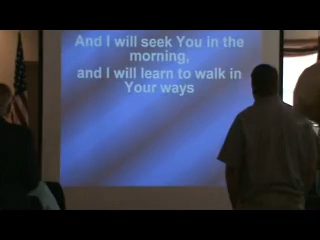 And I will seek You in the
morning,
and I will learn to walk in
Your ways